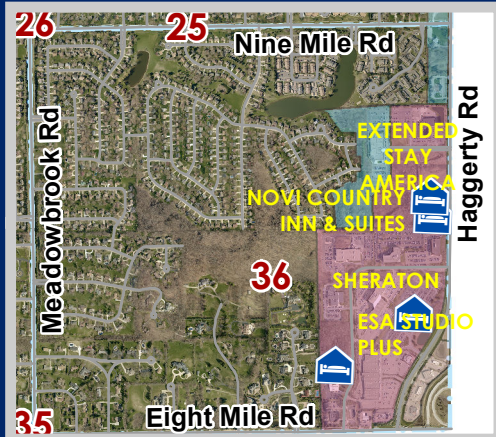 26
25
Nine Mile Rd
Meadowbrook Rd
Haggerty Rd
EXTENDED
STAY
AMERICA
NOVI COUNTRY
INN & SUITES
36
SHERATON
ESA STUDIO
PLUS
35
Eight Mile Rd